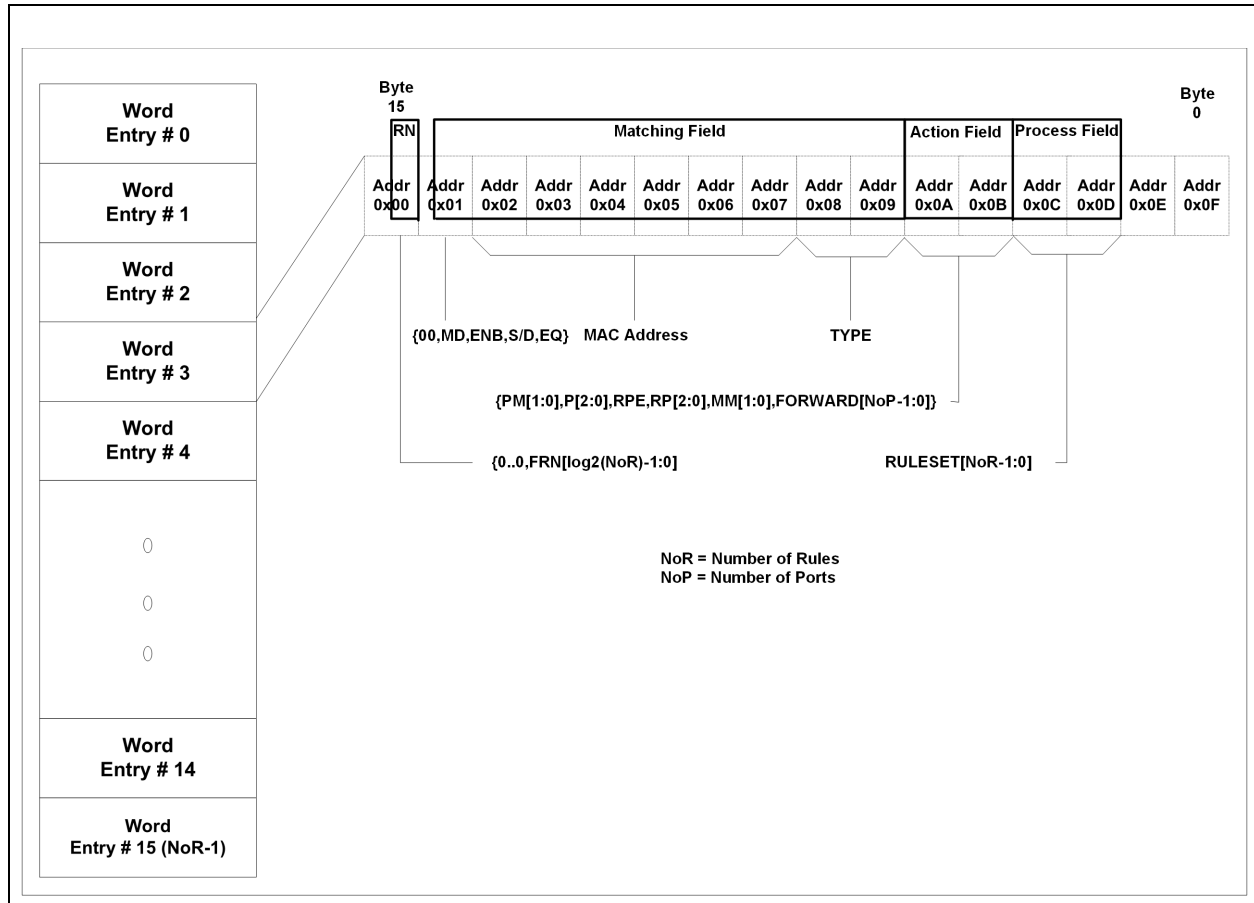 Word
Entry # 0
Word
Entry # 1
Word
Entry # 2
Word
Entry # 3
Word
Entry # 4
Word
Entry # 14
Word
Entry # 15 (NoR-1)
Byte
15
Byte
0
RN
Matching Field
Action Field
Process Field
Addr
0x00
Addr
0x01
Addr
0x02
Addr
0x03
Addr
0x04
Addr
0x05
Addr
0x06
Addr
0x07
Addr
0x08
Addr
0x09
Addr
0x0A
Addr
0x0B
Addr
0x0C
Addr
0x0D
Addr
0x0E
Addr
0x0F
{00,MD,ENB,S/D,EQ}
MAC Address
TYPE
{PM[1:0],P[2:0],RPE,RP[2:0],MM[1:0],FORWARD[NoP-1:0]}
{0..0,FRN[log2(NoR)-1:0]
RULESET[NoR-1:0]
NoR = Number of Rules
NoP = Number of Ports